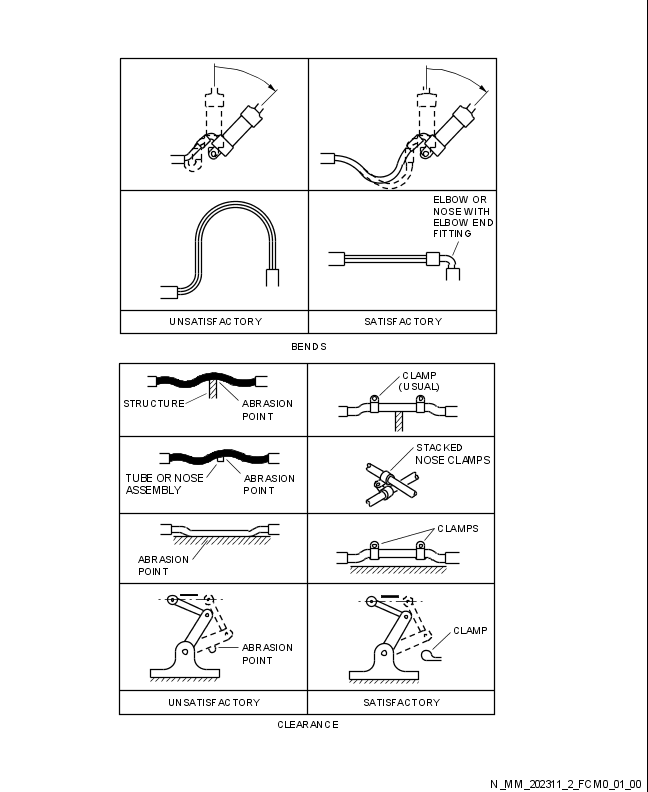 ELBOW OR
NOSE WITH
ELBOW END
FITTING
UNSATISFACTORY
SATISFACTORY
BENDS
STRUCTURE
ABRASION
POINT
CLAMP
(USUAL)
TUBE OR NOSE
ASSEMBLY
ABRASION
POINT
STACKED
NOSE CLAMPS
ABRASION
POINT
CLAMPS
ABRASION
POINT
CLAMP
UNSATISFACTORY
SATISFACTORY
CLEARANCE
N_MM_202311_2_FCM0_01_00